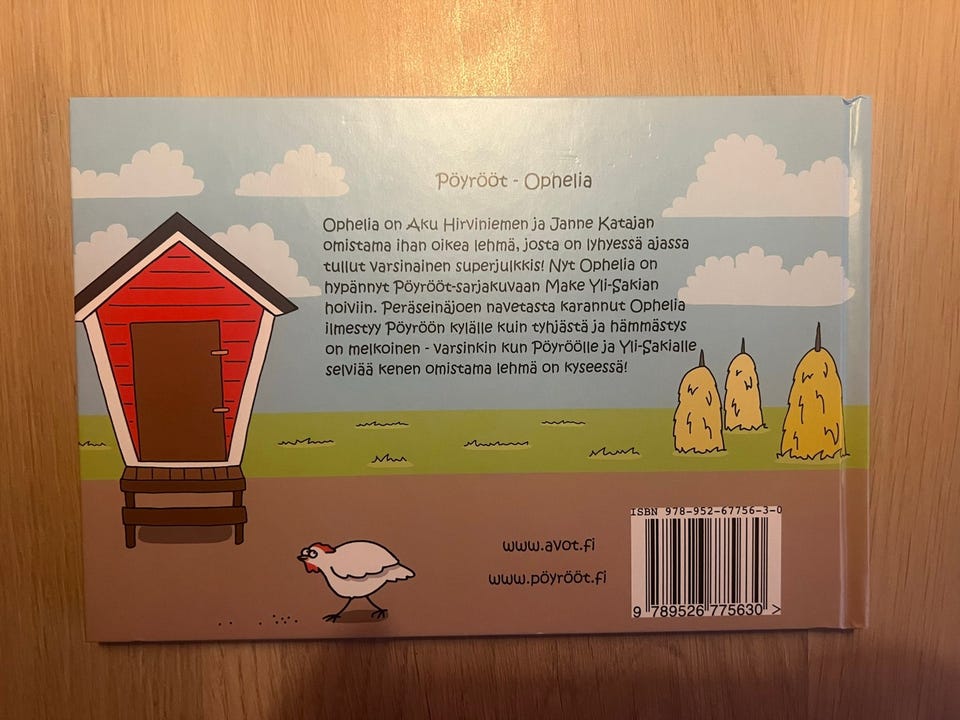 Pöyrööt - Ophelia
Ophelia on Aku Hirviniemen ja Janne Katajan
omistama ihan oikea lehmä, josta on lyhyessä ajassa
tullut varsinainen superjulkkis! Nyt Ophelia on
hypännyt Pöyrööt-sarjakuvaan Make Yli-Sakian
hoiviin. Peräseinäjoen navetasta karannut Ophelia
ilmestyy Pöyröön kylälle kuin tyhjästä ja hämmästys
on melkoinen - varsinkin kun Pöyröölle ja Yli-Sakialle
selviää kenen omistama lehmä on kyseessä!
ISBN 978-952-67756-3-0
www.avot.fi
www.pöyrööt.fi
9 789526 775630 >